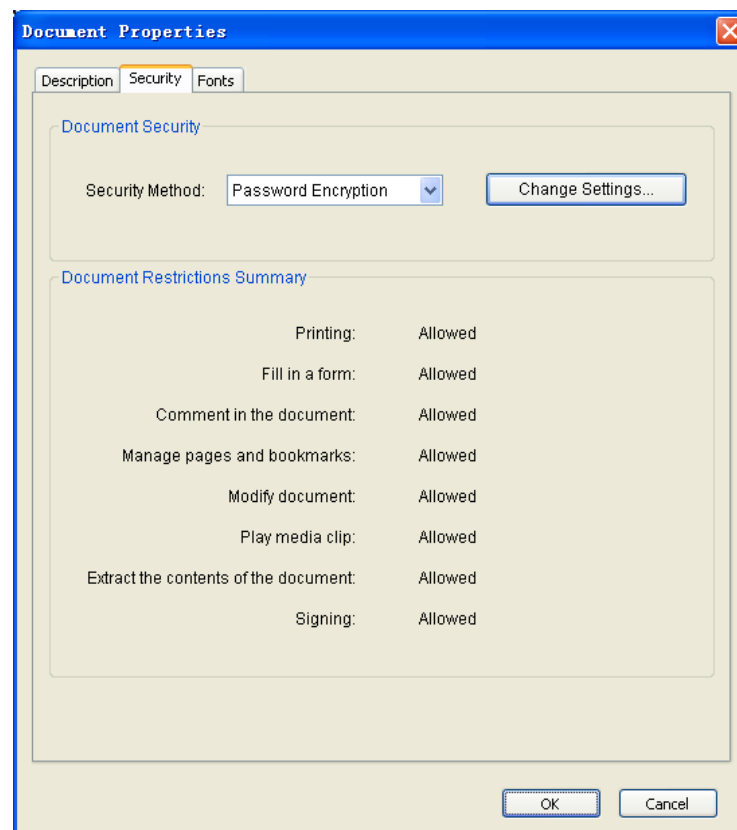 Document Properties
Description Security Fonts
Document Security
Security Method: Password Encryption Change Settings...
Document Restrictions Summary
Printing: Allowed
Fill in a form: Allowed
Comment in the document: Allowed
Manage pages and bookmarks: Allowed
Modify document: Allowed
Play media clip: Allowed
Extract the contents of the document: Allowed
Signing: Allowed
OK Cancel